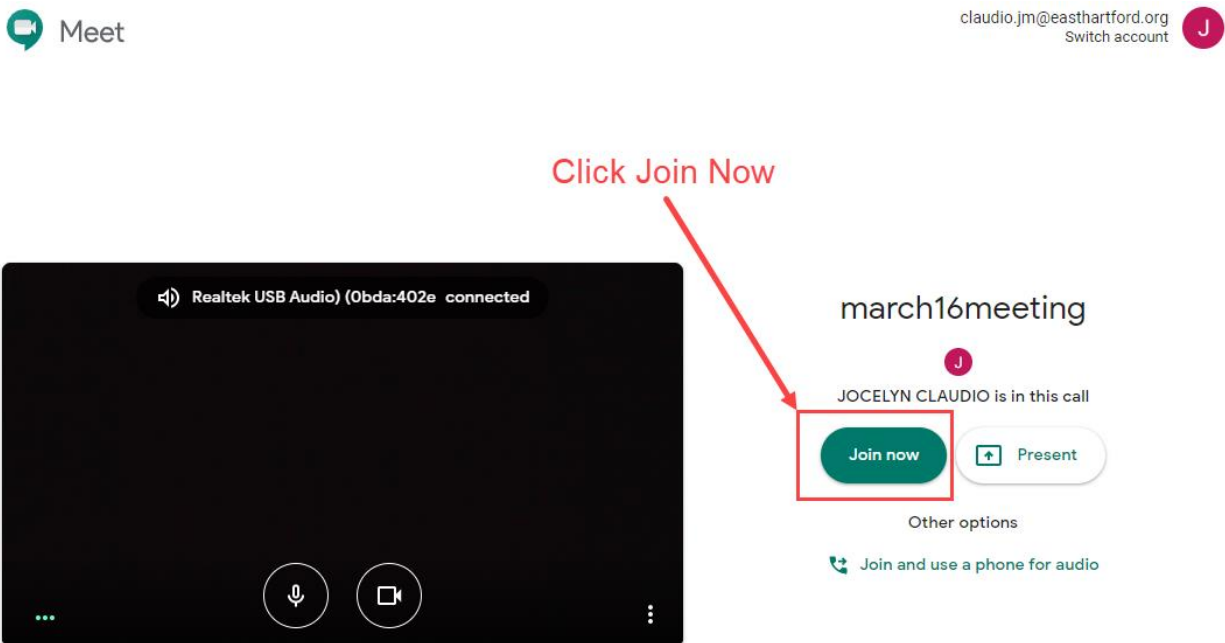 Meet
claudio.jm@easthartford.org
Switch account
J
Click Join Now
Realtek USB Audio) (0bda:402e connected
march16meeting
J
JOCELYN CLAUDIO is in this call
Join now
Present
Other options
Join and use a phone for audio